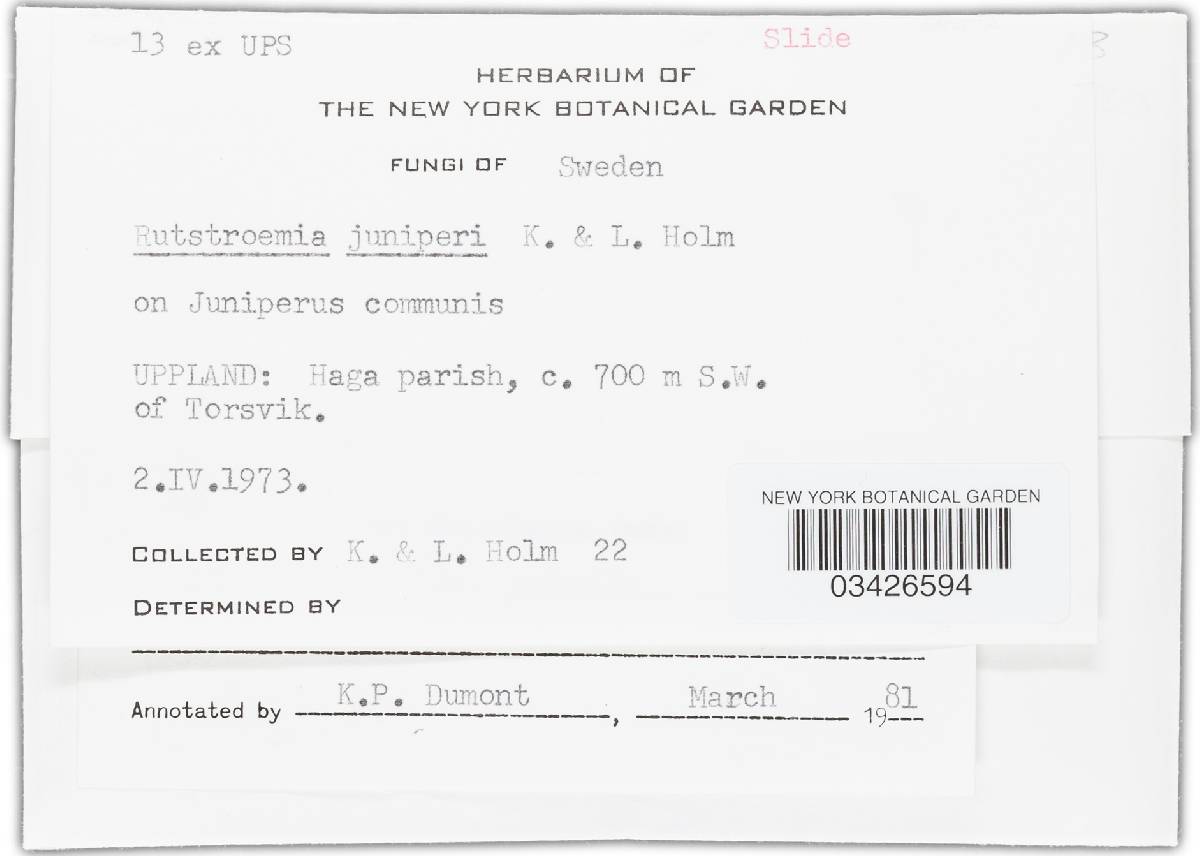 13 ex UPS
Slide
HERBARIUM OF
THE NEW YORK BOTANICAL GARDEN
FUNGI OF Sweden
Rutstroemia juniperi K. & L. Holm
on Juniperus communis
UPPLAND: Haga parish, c. 700 m S.W.
of Torsvik.
2.IV.1973.
COLLECTED BY K. & L. Holm 22
DETERMINED BY
NEW YORK BOTANICAL GARDEN
03426594
Annotated by K.P. Dumont, March 1981